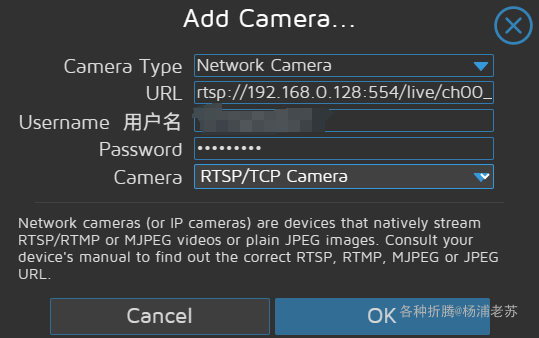 Add Camera...
Camera Type Network Camera
URL rtsp://192.168.0.128:554/live/ch00_
Username 用户名
Password •••••••••
Camera RTSP/TCP Camera
Network cameras (or IP cameras) are devices that natively stream
RTSP/RTMP or MJPEG videos or plain JPEG images. Consult your
device's manual to find out the correct RTSP, RTMP, MJPEG or JPEG
URL.
Cancel OK
各种折腾@杨浦老苏